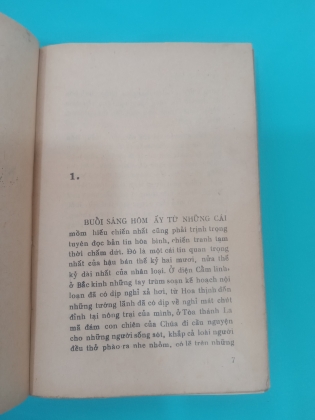 1.
BUỔI SÁNG HÔM ẤY TỪ NHỮNG CÁI
mồm hiếu chiến nhất cũng phải trịnh trọng
tuyên đọc bản tin hòa bình, chiến tranh tạm
thời chấm dứt. Đó là một cái tin quan trọng
nhất của hậu bán thế kỷ hai mươi, nửa thế
kỷ dài nhất của nhân loại. Ở điện Cẩm linh,
ở Bắc kinh những tay trùm soạn kế hoạch nội
loạn đã có dịp nghỉ xả hơi, từ Hoa thịnh đốn
những tướng lãnh đã có dịp về nghỉ mát chót
đỉnh tại nông trại của mình, ở Tòa thánh La
mã đám con chiên của Chúa đi cầu nguyện
cho những người sống sót, khắp cả loài người
đều thở phào ra nhẹ nhõm, có lẽ trừ những
7